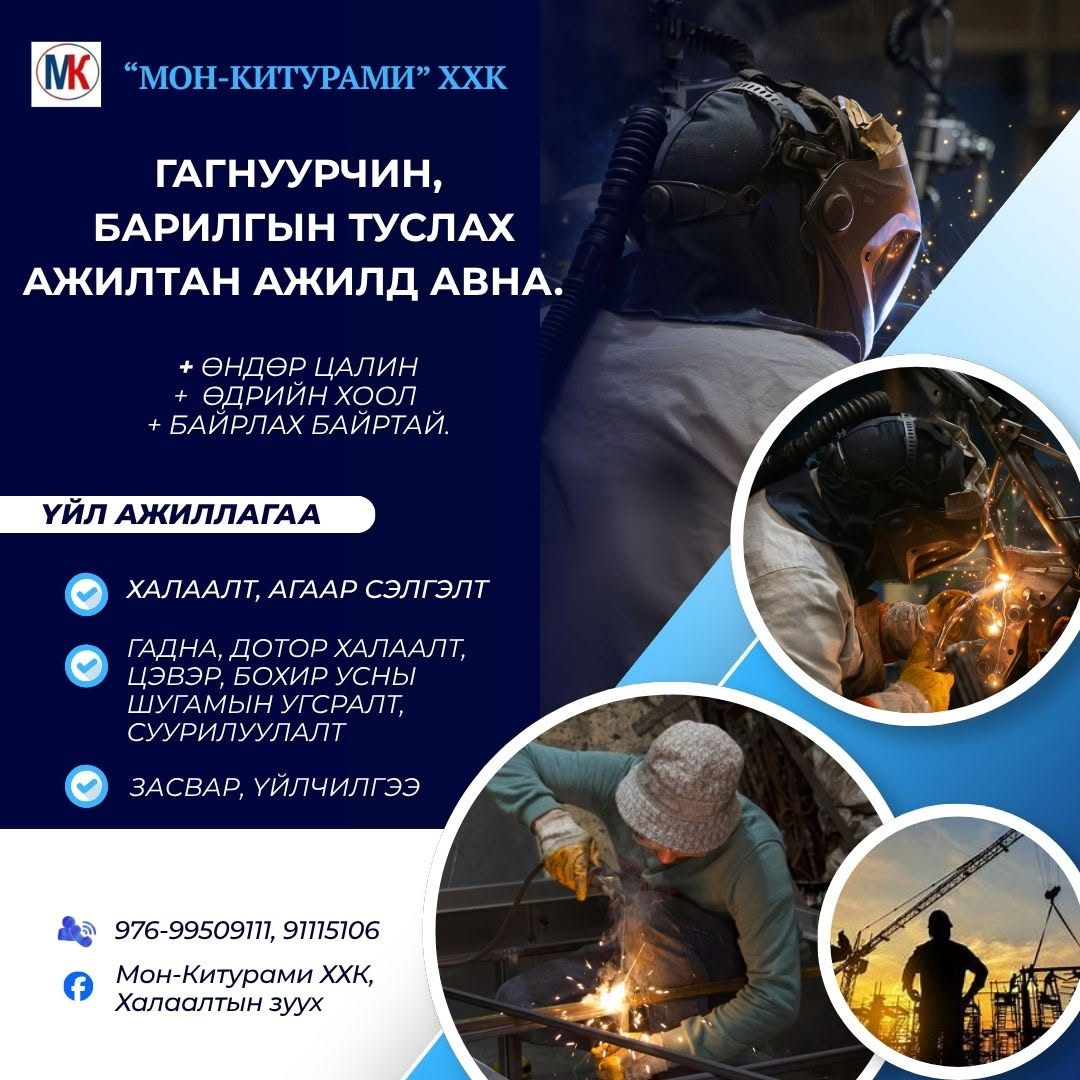 МК
“МОН-КИТУРАМИ” ХХК
ГАГНУУРЧИН,
БАРИЛГЫН ТУСЛАХ
АЖИЛТАН АЖИЛД АВНА.
+ ӨНДӨР ЦАЛИН
+ ӨДРИЙН ХООЛ
+ БАЙРЛАХ БАЙРТАЙ.
ҮЙЛ АЖИЛЛАГАА
ХАЛААЛТ, АГААР СЭЛГЭЛТ
ГАДНА, ДОТОР ХАЛААЛТ,
ЦЭВЭР, БОХИР УСНЫ
ШУГАМЫН УГСРАЛТ,
СУУРИЛУУЛАЛТ
ЗАСВАР, ҮЙЛЧИЛГЭЭ
976-99509111, 91115106
Мон-Китурами ХХК,
Халаалтын зуух